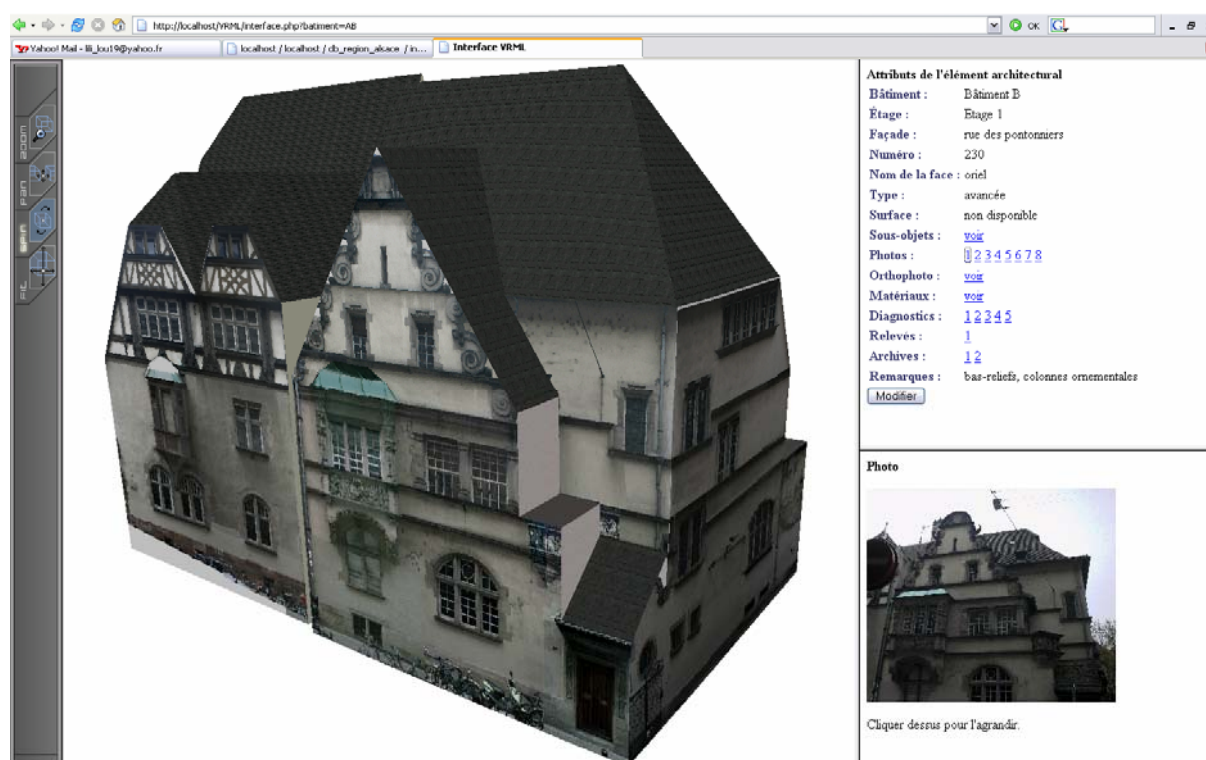 http://localhost/VRML/interface.php?batiment=AB
OK
Yahoo! Mail - lili_lou19@yahoo.fr
localhost / localhost / db_region_alsace / in...
Interface VRML
ZOOM
PAN
SPIN
FIT
Attributs de l'élément architectural
Bâtiment : Bâtiment B
Étage : Etage 1
Façade : rue des pontonniers
Numéro : 230
Nom de la face : oriel
Type : avancée
Surface : non disponible
Sous-objets : voir
Photos : 1 2 3 4 5 6 7 8
Orthophoto : voir
Matériaux : voir
Diagnostics : 1 2 3 4 5
Relevés : 1
Archives : 1 2
Remarques : bas-reliefs, colonnes ornementales
Modifier
Photo
Cliquer dessus pour l'agrandir.